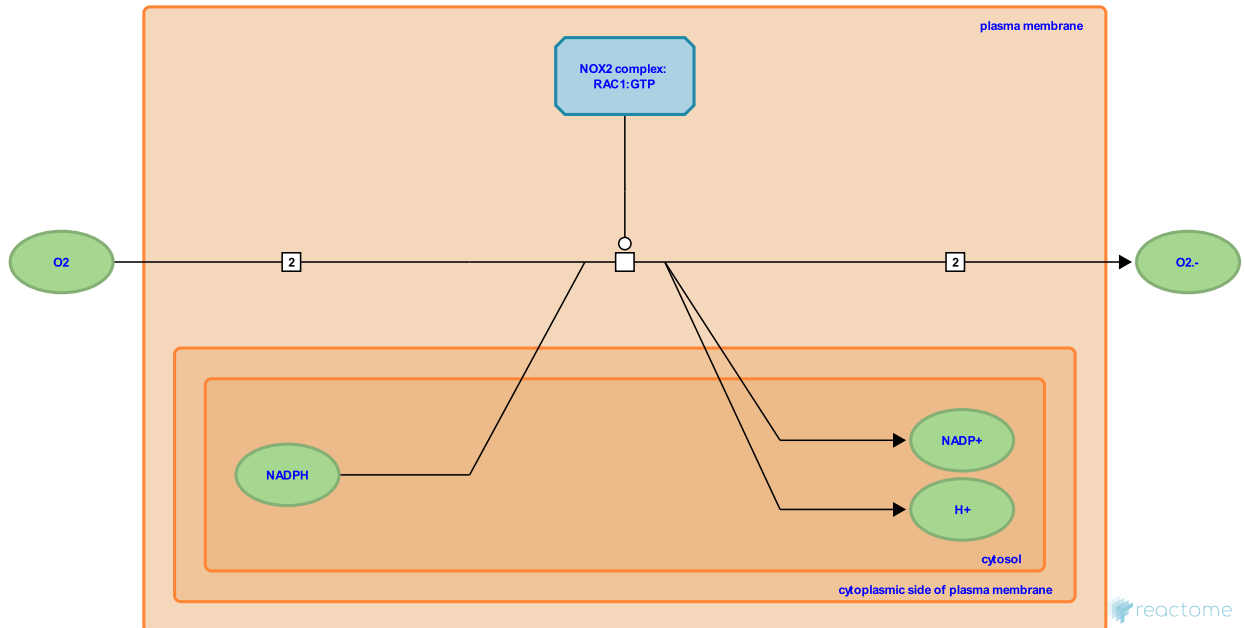 plasma membrane
NOX2 complex:
RAC1:GTP
O2
2
2
O2.-
NADPH
NADP+
H+
cytosol
cytoplasmic side of plasma membrane
reactome